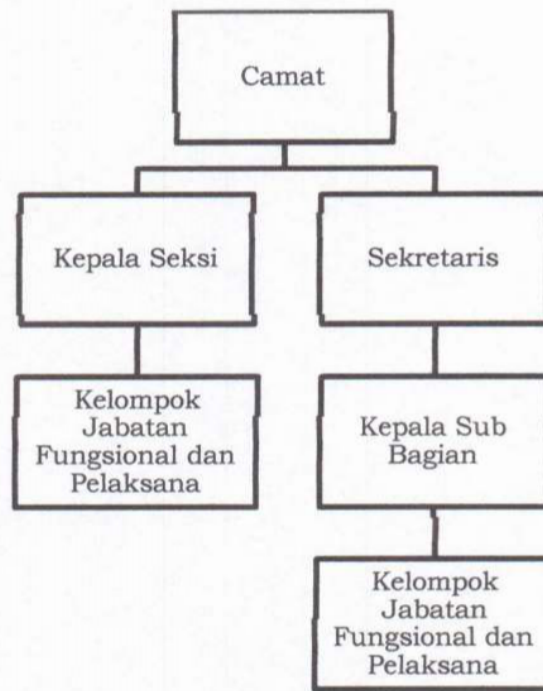 Camat
Kepala Seksi
Sekretaris
Kelompok
Jabatan
Fungsional dan
Pelaksana
Kepala Sub
Bagian
Kelompok
Jabatan
Fungsional dan
Pelaksana